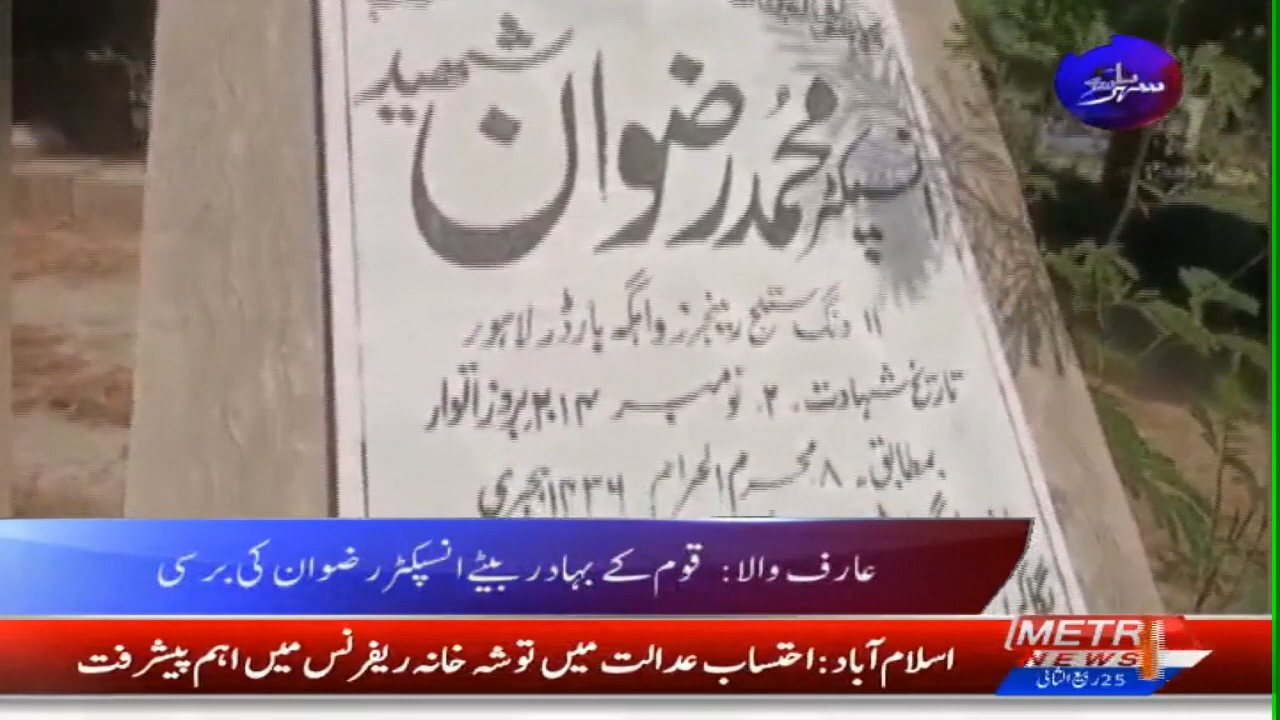 انسپکٹر محمد رضوان شہید
۱۱ ونگ ستلج رینجرز واہگہ بارڈر لاہور
تاریخ شہادت۔ ۲۔ نومبر ۲۰۱۴ بروز اتوار
بمطابق۔ ۸ محرم الحرام ۱۴۳۶ ہجری
عارف والا: قوم کے بہادر بیٹے انسپکٹر رضوان کی برسی
اسلام آباد: احتساب عدالت میں توشہ خانہ ریفرنس میں اہم پیشرفت
METR1
NEWS
25 ربیع الثانی